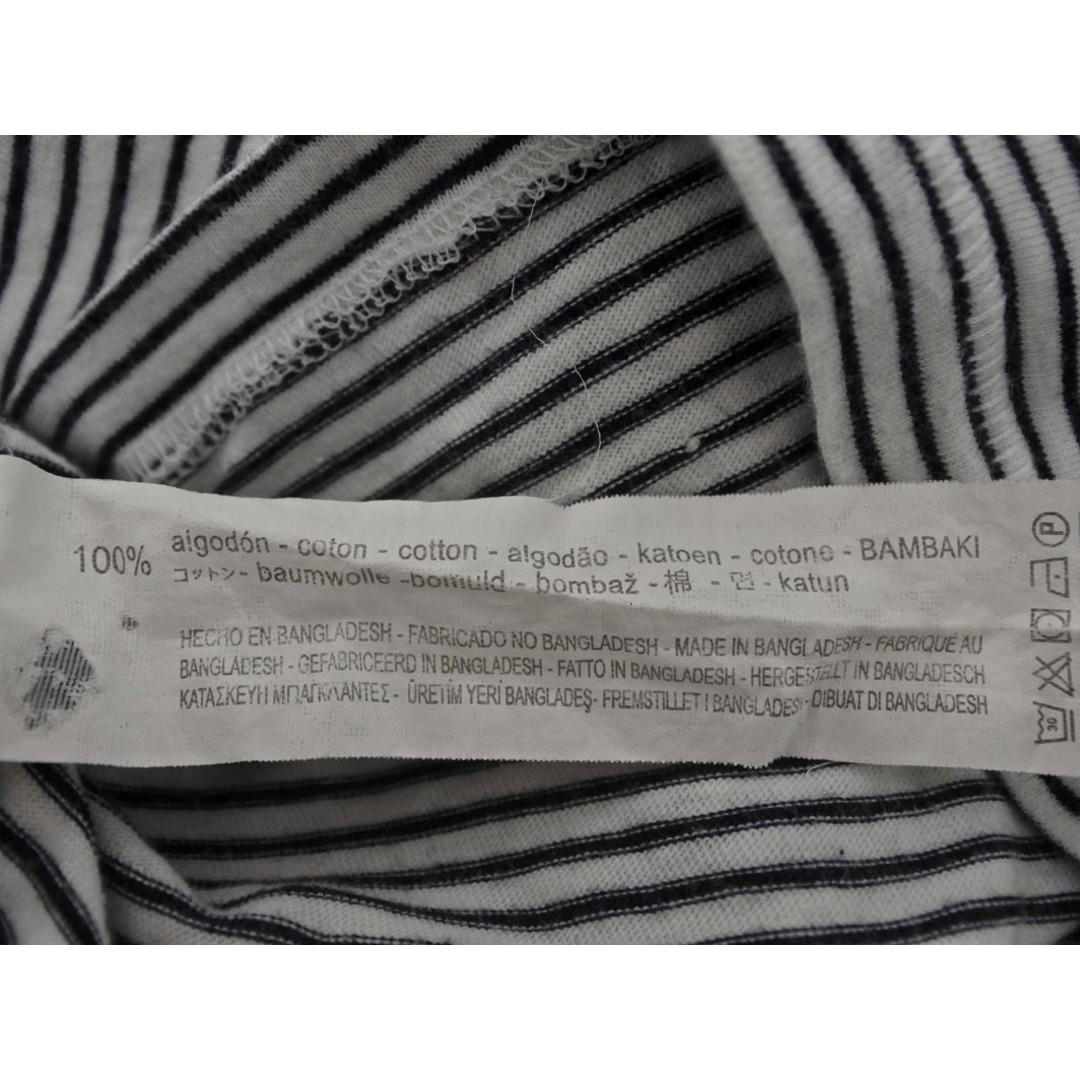 100% algodón - coton - cotton - algodão - katoen - cotone - BAMBAKI
コットン - baumwolle - bomuld - bombaž - 棉 - 면 - katun
HECHO EN BANGLADESH - FABRICADO NO BANGLADESH - MADE IN BANGLADESH - FABRIQUÉ AU
BANGLADESH - GEFABRICEERD IN BANGLADESH - FATTO IN BANGLADESH - HERGESTELLT IN BANGLADESCH
ΚΑΤΑΣΚΕΥΗ ΜΠΑΓΚΛΑΝΤΕΣ - ÜRETİM YERİ BANGLADEŞ - FREMSTILLET I BANGLADESH - DIBUAT DI BANGLADESH
P
30